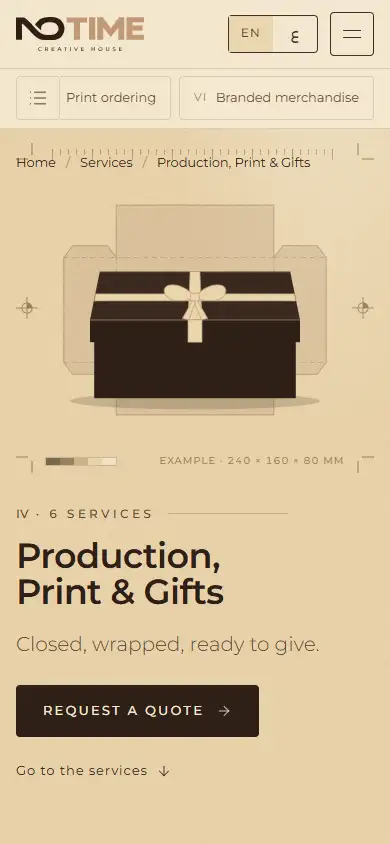 NOTIME
CREATIVE HOUSE
EN ع
Print ordering VI Branded merchandise
Home / Services / Production, Print & Gifts
EXAMPLE · 240 × 160 × 80 MM
IV · 6 SERVICES
Production,
Print & Gifts
Closed, wrapped, ready to give.
REQUEST A QUOTE →
Go to the services ↓